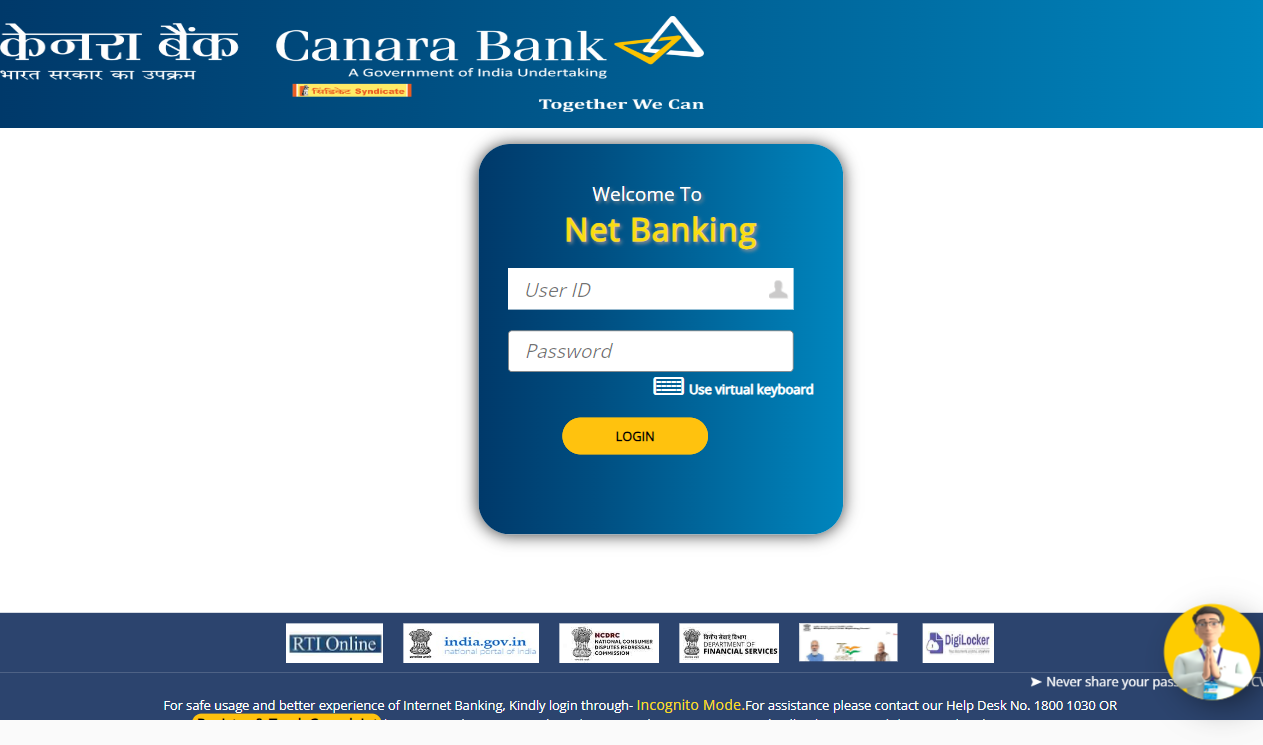 केनरा बैंक Canara Bank
भारत सरकार का उपक्रम A Government of India Undertaking
सिंडिकेट Syndicate
Together We Can
Welcome To
Net Banking
User ID
Password
Use virtual keyboard
LOGIN
RTI Online
india.gov.in
national portal of india
NCDRC
NATIONAL CONSUMER
DISPUTES REDRESSAL
COMMISSION
वित्तीय सेवाएं विभाग
DEPARTMENT OF
FINANCIAL SERVICES
DigiLocker
➤ Never share your pas
For safe usage and better experience of Internet Banking, Kindly login through- Incognito Mode.For assistance please contact our Help Desk No. 1800 1030 OR